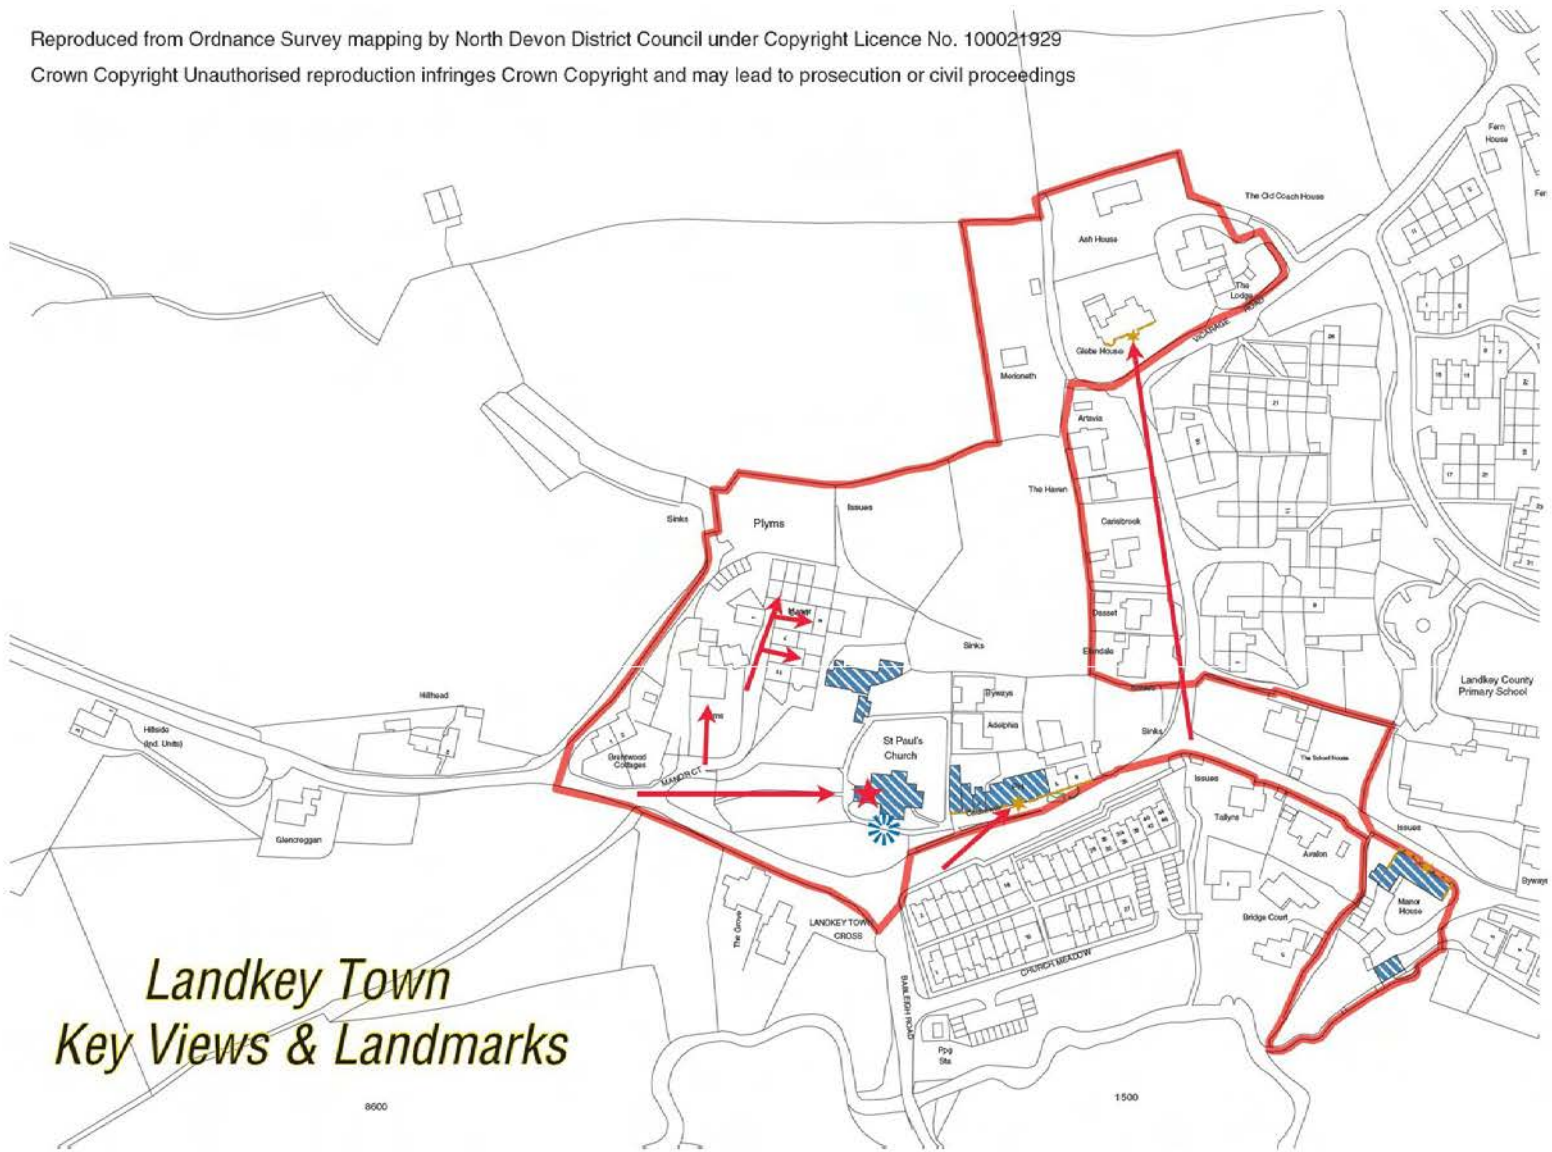 Reproduced from Ordnance Survey mapping by North Devon District Council under Copyright Licence No. 100021929
Crown Copyright Unauthorised reproduction infringes Crown Copyright and may lead to prosecution or civil proceedings
Fern
House
The Old Coach House
Ash House
The
Lodge
VICARAGE ROAD
Glebe House
Merioneth
Artavia
The Haven
Carisbrook
Issues
Sinks
Plyms
Dosset
Sinks
Elandale
Landkey County
Primary School
Hillhead
Byways
Adelphia
Hillside
(Ind. Units)
St Paul's
Church
Sinks
The School House
Brentwood
Cottages
MANOR CT
Issues
Tallyns
Glencreggan
Issues
Avalon
Byways
Manor
House
Bridge Court
The Grove
LANDKEY TOWN
CROSS
CHURCH MEADOW
BABLEIGH ROAD
Ppg
Sta
Landkey Town
Key Views & Landmarks
8600
1500